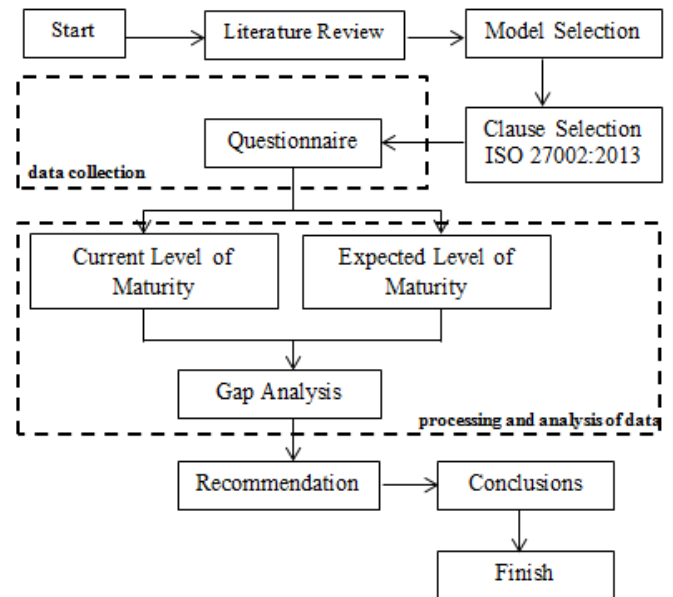 Start
Literature Review
Model Selection
Questionnaire
Clause Selection
ISO 27002:2013
data collection
Current Level of
Maturity
Expected Level of
Maturity
Gap Analysis
processing and analysis of data
Recommendation
Conclusions
Finish